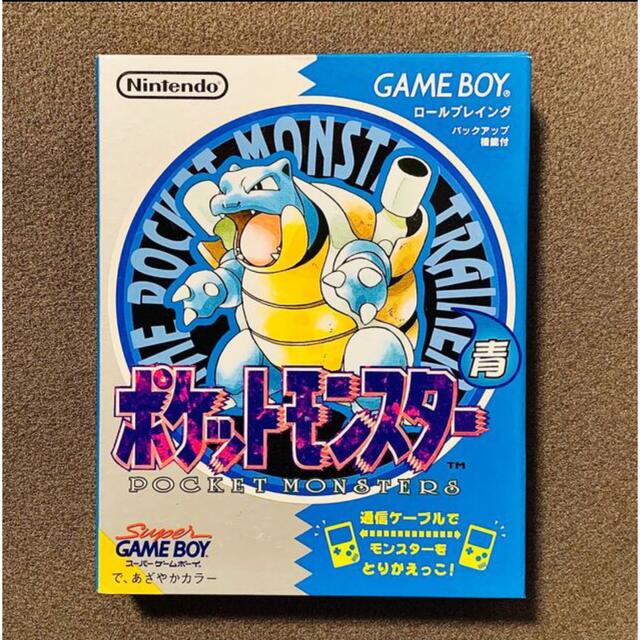 Nintendo
GAME BOY®
ロールプレイング
バックアップ
機能付
THE POCKET MONSTER TRAINER
青
ポケットモンスター
TM
POCKET MONSTERS
通信ケーブルで
モンスターを
とりかえっこ!
Super
GAME BOY
スーパーゲームボーイ
で、あざやかカラー